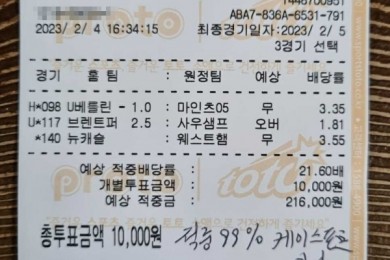 ABA7-836A-6531-791
2023/ 2/ 4 16:34:15 최종경기일자:2023/ 2/ 5
3경기 선택
경기 홈 팀 : 원정팀 예상 배당률
H*098 U베를린 - 1.0 : 마인츠05 무 3.35
U*117 브렌트퍼 2.5 : 사우샘프 오버 1.81
*140 뉴캐슬 : 웨스트햄 무 3.55
예상 적중배당률 : 21.60배
개별투표금액 : 10,000원
예상 적중금 : 216,000원
총투표금액 10,000원 적중 99% 케이스포츠